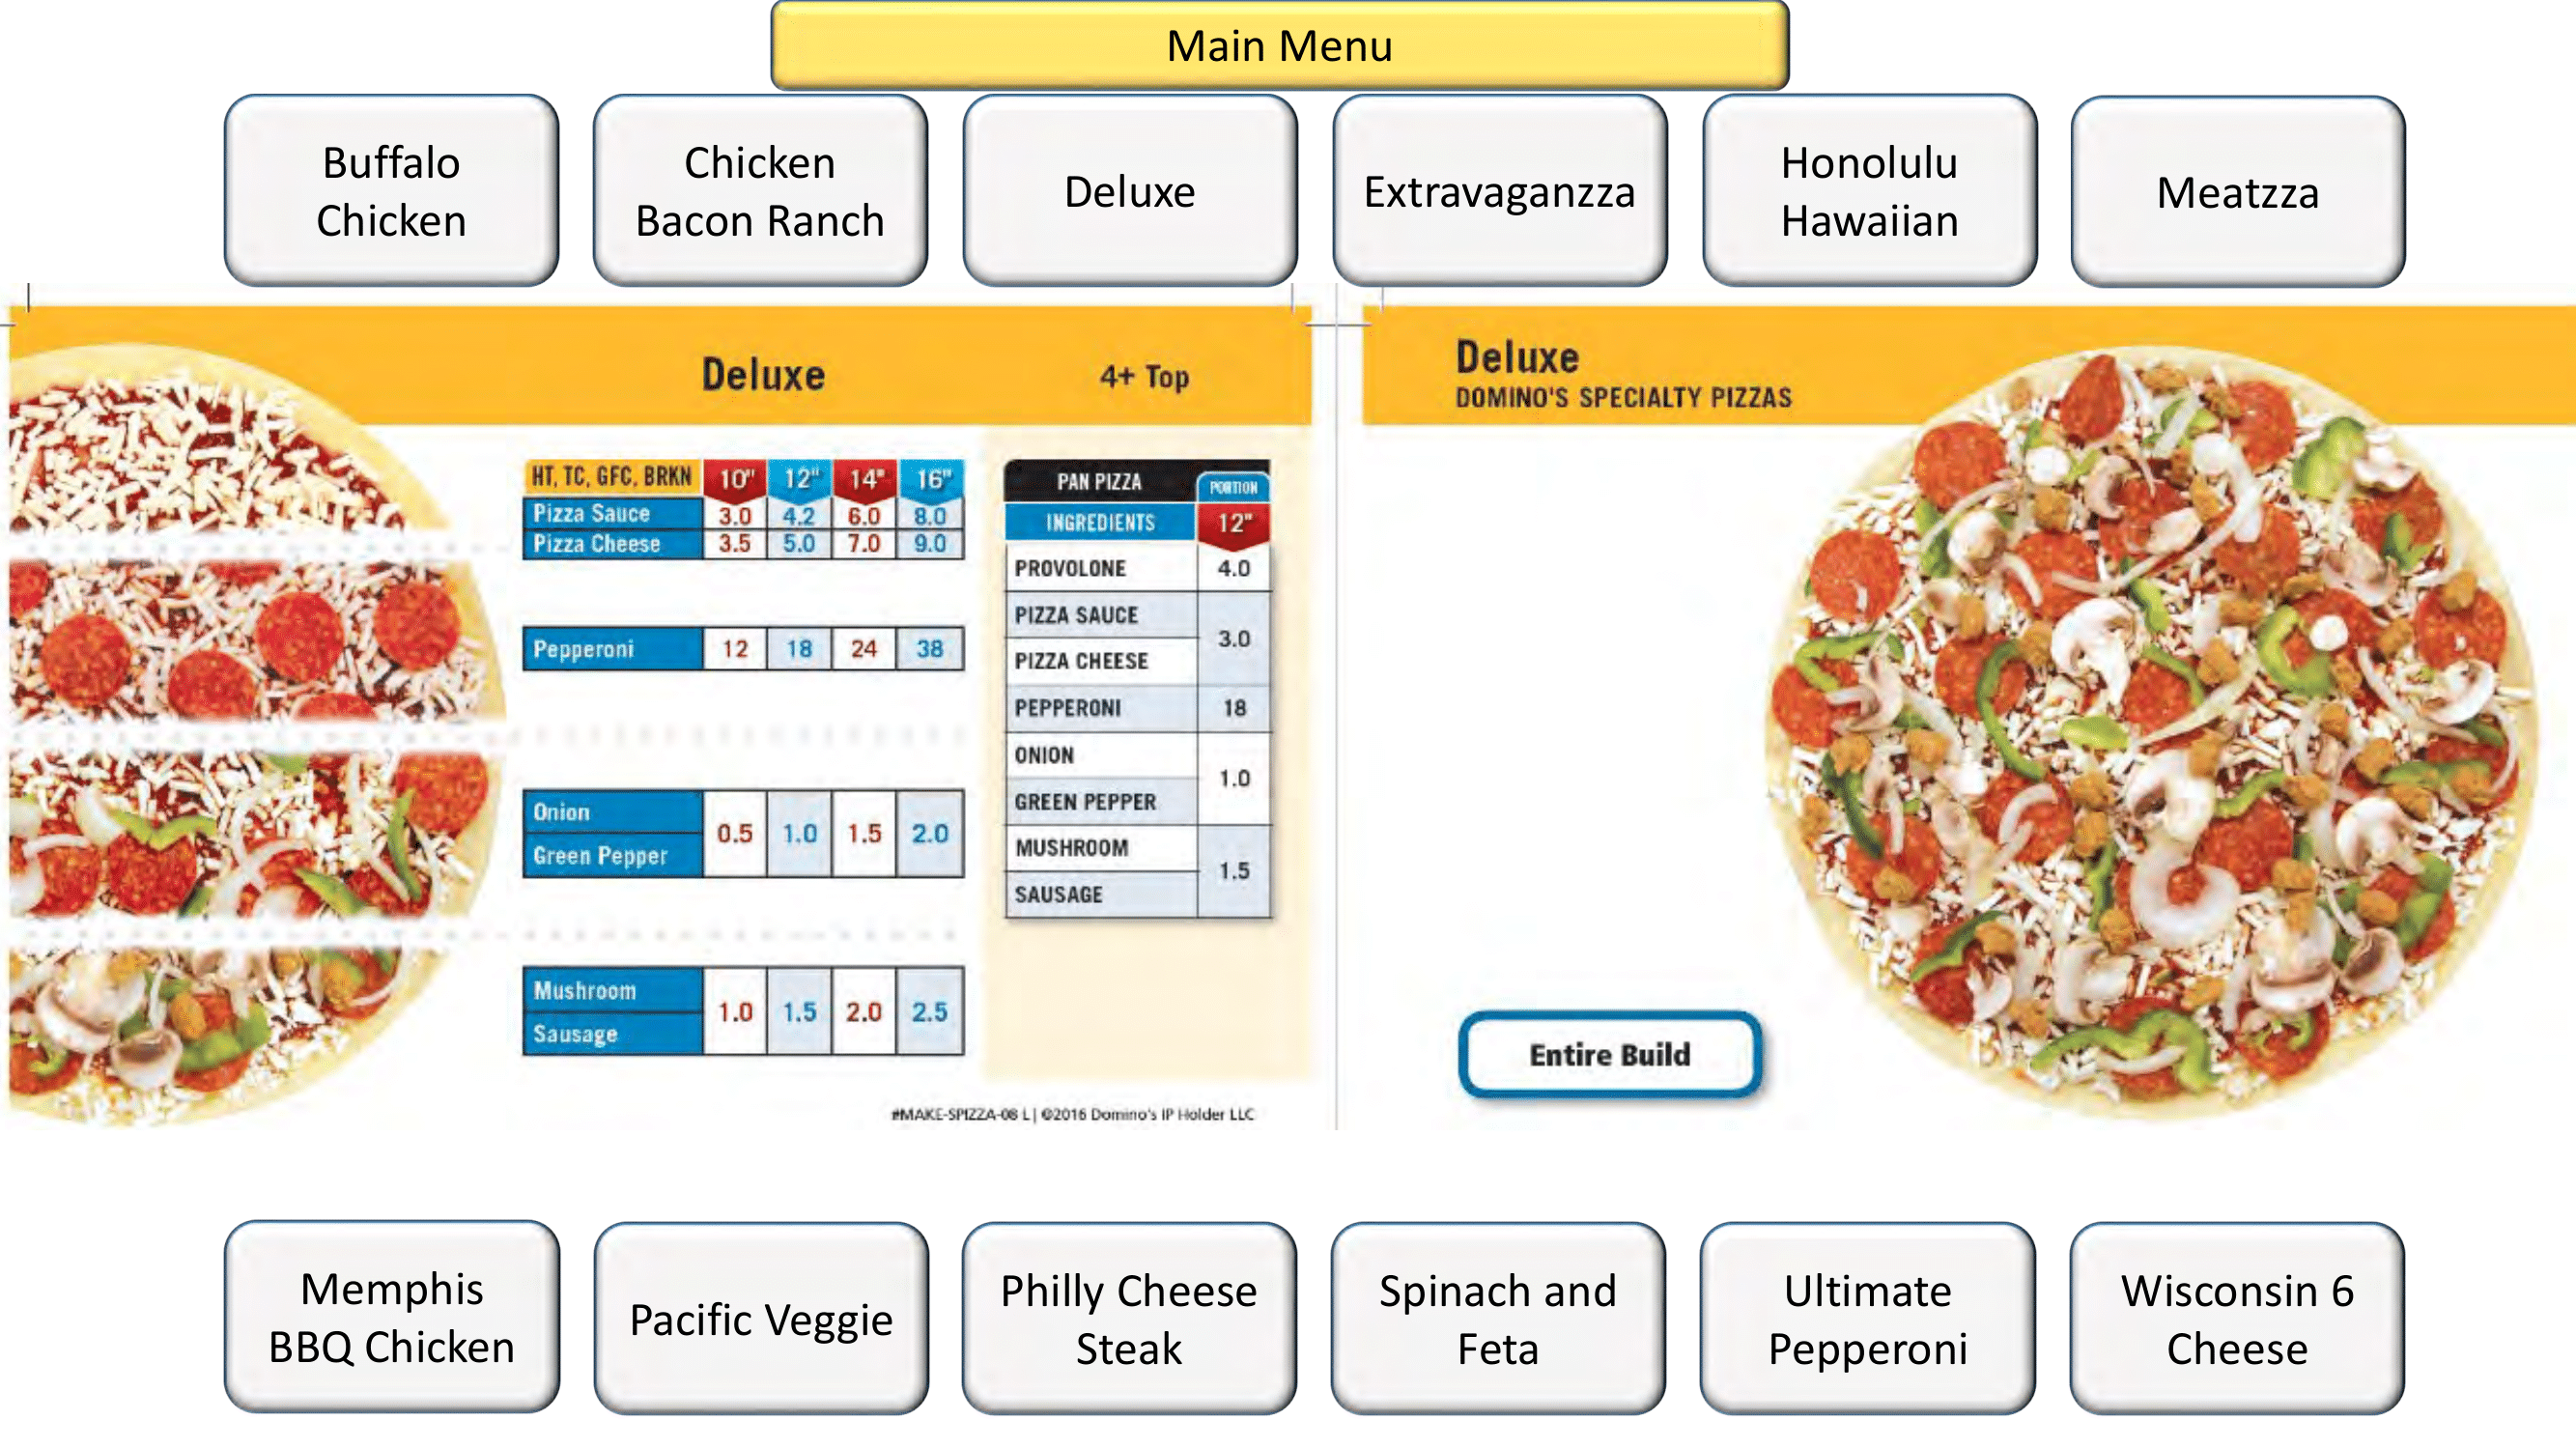 Main Menu
Buffalo
Chicken
Chicken
Bacon Ranch
Deluxe
Extravaganzza
Honolulu
Hawaiian
Meatzza
Deluxe
4+ Top
HT, TC, GFC, BRKN 10" 12" 14" 16"
Pizza Sauce 3.0 4.2 6.0 8.0
Pizza Cheese 3.5 5.0 7.0 9.0
Pepperoni 12 18 24 38
Onion
Green Pepper
0.5 1.0 1.5 2.0
Mushroom
Sausage
1.0 1.5 2.0 2.5
PAN PIZZA PORTION
INGREDIENTS 12"
PROVOLONE 4.0
PIZZA SAUCE
PIZZA CHEESE
3.0
PEPPERONI 18
ONION
GREEN PEPPER
1.0
MUSHROOM
SAUSAGE
1.5
#MAKE-SPIZZA-08 L | ©2016 Domino's IP Holder LLC
Deluxe
DOMINO'S SPECIALTY PIZZAS
Entire Build
Memphis
BBQ Chicken
Pacific Veggie
Philly Cheese
Steak
Spinach and
Feta
Ultimate
Pepperoni
Wisconsin 6
Cheese